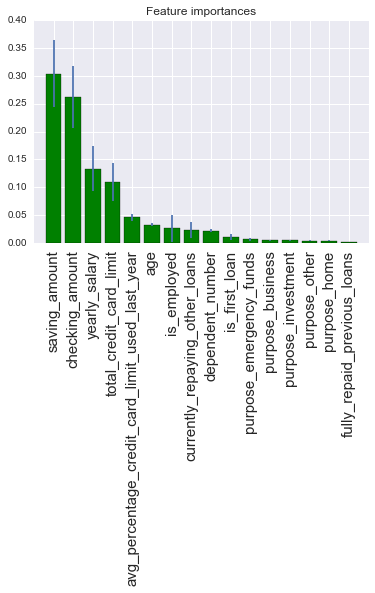 Feature importances
0.40
0.35
0.30
0.25
0.20
0.15
0.10
0.05
0.00
saving_amount
checking_amount
yearly_salary
total_credit_card_limit
avg_percentage_credit_card_limit_used_last_year
age
is_employed
currently_repaying_other_loans
dependent_number
is_first_loan
purpose_emergency_funds
purpose_business
purpose_investment
purpose_other
purpose_home
fully_repaid_previous_loans